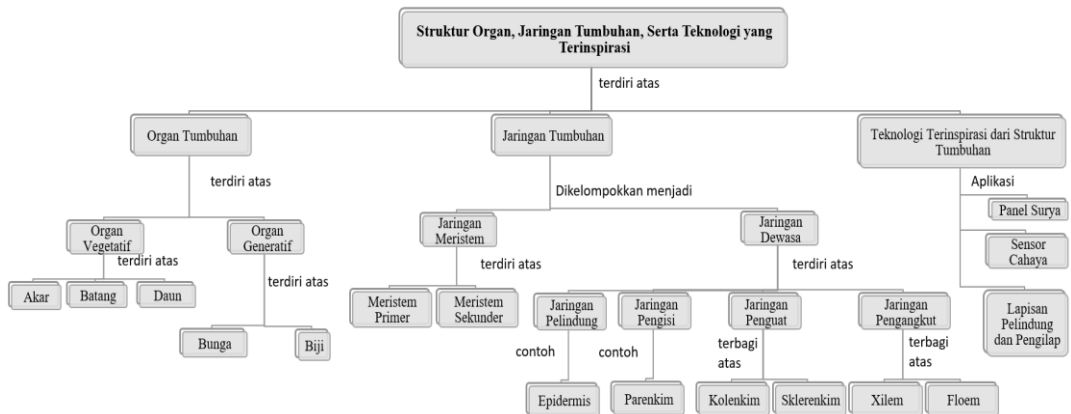 Struktur Organ, Jaringan Tumbuhan, Serta Teknologi yang
Terinspirasi
terdiri atas
Organ Tumbuhan
Jaringan Tumbuhan
Teknologi Terinspirasi dari Struktur
Tumbuhan
terdiri atas
Dikelompokkan menjadi
Aplikasi
Organ
Vegetatif
Organ
Generatif
Jaringan
Meristem
Jaringan
Dewasa
Panel Surya
Sensor
Cahaya
terdiri atas
terdiri atas
terdiri atas
terdiri atas
Akar
Batang
Daun
Meristem
Primer
Meristem
Sekunder
Jaringan
Pelindung
Jaringan
Pengisi
Jaringan
Penguat
Jaringan
Pengangkut
Lapisan
Pelindung
dan Pengilap
Bunga
Biji
contoh
contoh
terbagi
atas
terbagi
atas
Epidermis
Parenkim
Kolenkim
Sklerenkim
Xilem
Floem